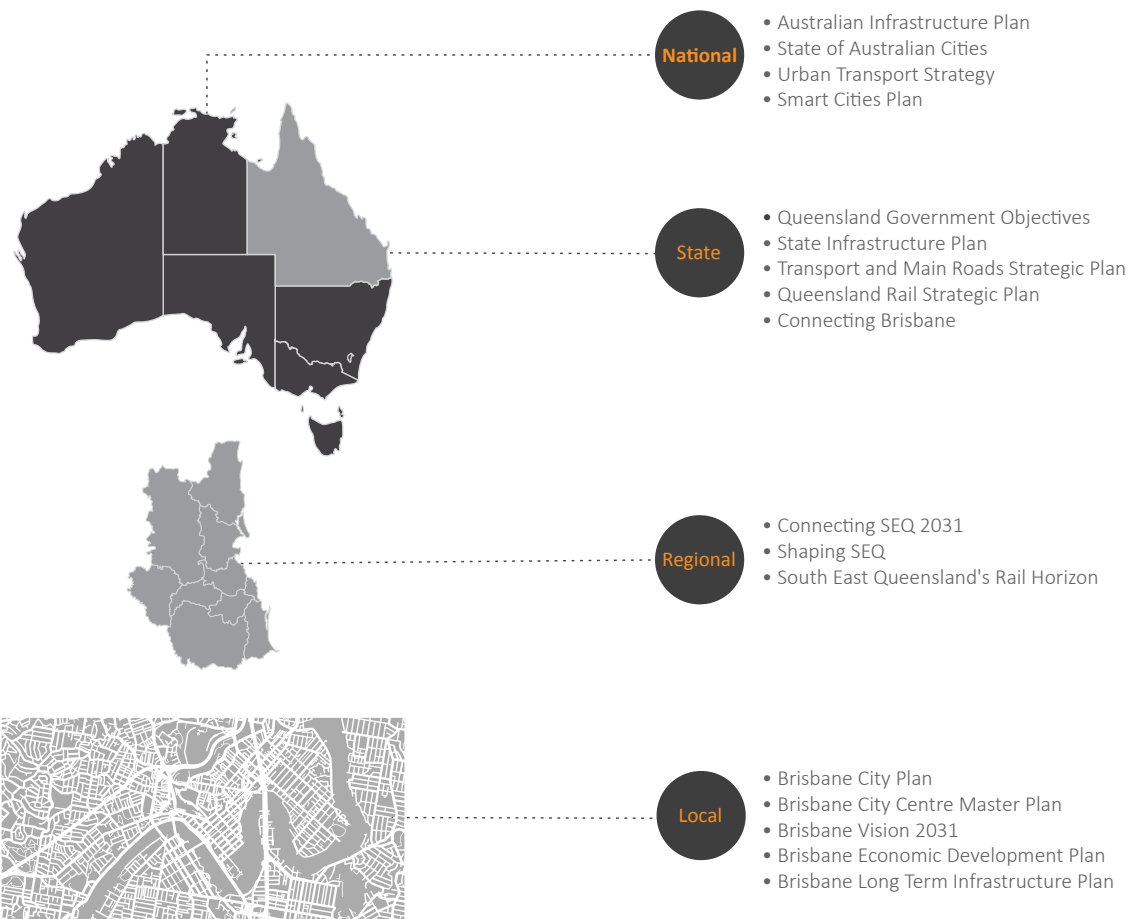 National
• Australian Infrastructure Plan
• State of Australian Cities
• Urban Transport Strategy
• Smart Cities Plan
State
• Queensland Government Objectives
• State Infrastructure Plan
• Transport and Main Roads Strategic Plan
• Queensland Rail Strategic Plan
• Connecting Brisbane
Regional
• Connecting SEQ 2031
• Shaping SEQ
• South East Queensland's Rail Horizon
Local
• Brisbane City Plan
• Brisbane City Centre Master Plan
• Brisbane Vision 2031
• Brisbane Economic Development Plan
• Brisbane Long Term Infrastructure Plan